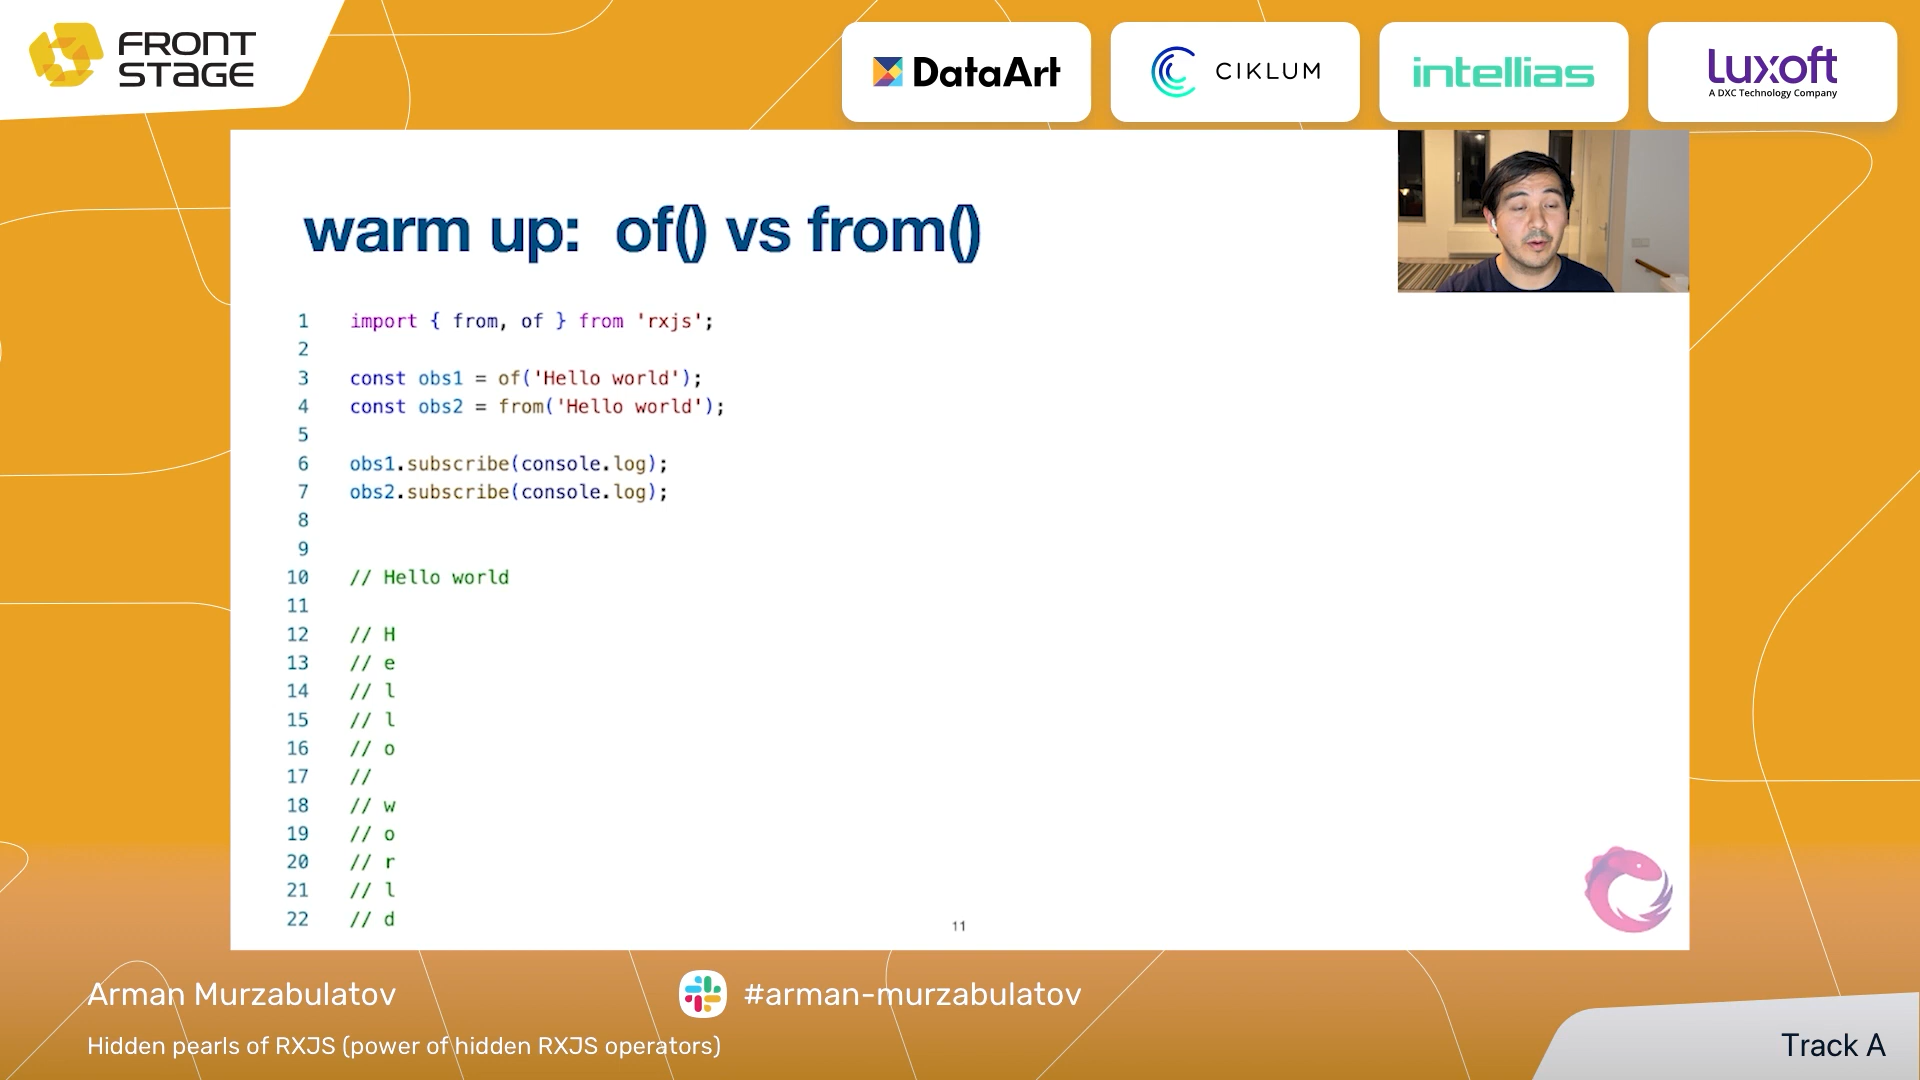 FRONT
STAGE
DataArt
CIKLUM
intellias
Luxoft
A DXC Technology Company
warm up:  of() vs from()
1 import { from, of } from 'rxjs';
2
3 const obs1 = of('Hello world');
4 const obs2 = from('Hello world');
5
6 obs1.subscribe(console.log);
7 obs2.subscribe(console.log);
8
9
10 // Hello world
11
12 // H
13 // e
14 // l
15 // l
16 // o
17 //
18 // w
19 // o
20 // r
21 // l
22 // d
11
Arman Murzabulatov
#arman-murzabulatov
Hidden pearls of RXJS (power of hidden RXJS operators)
Track A